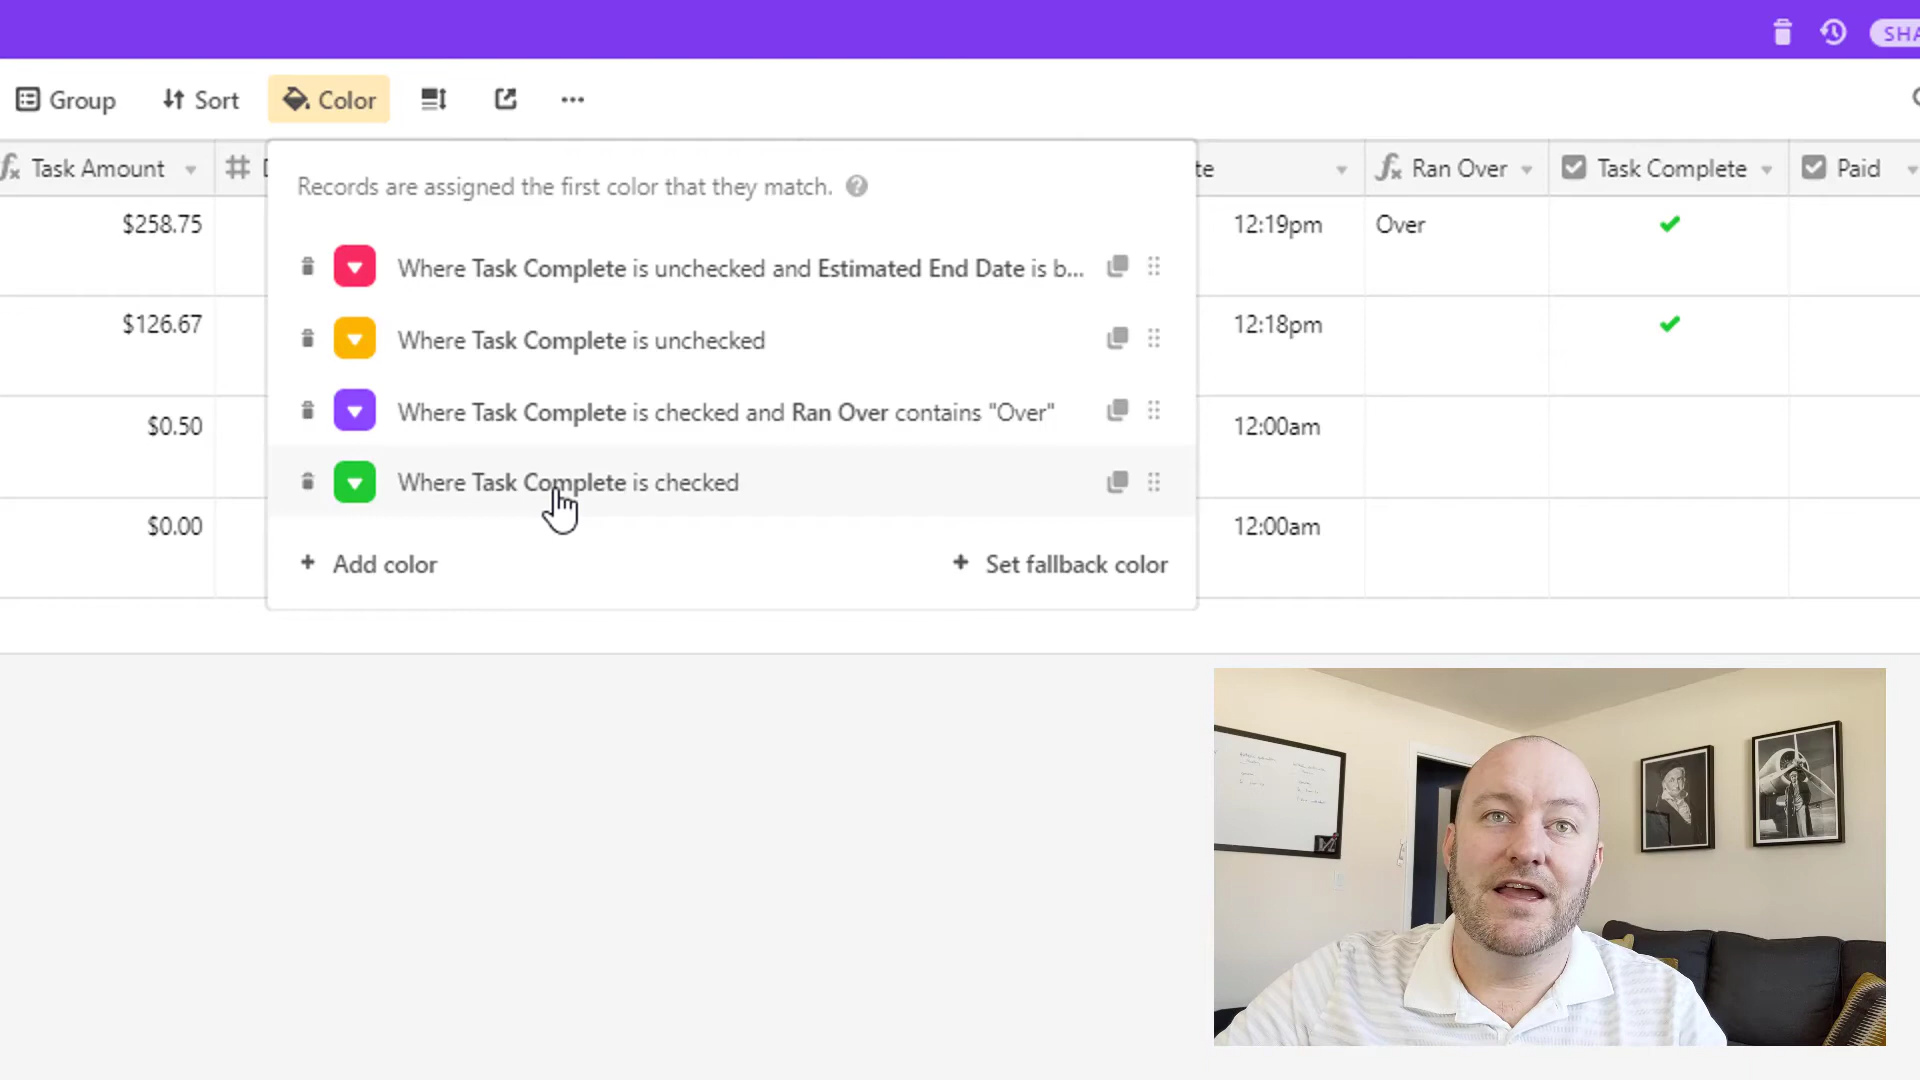 SHA
Group Sort Color
Task Amount
te Ran Over Task Complete Paid
Records are assigned the first color that they match.
$258.75
12:19pm Over
Where Task Complete is unchecked and Estimated End Date is b...
$126.67
12:18pm
Where Task Complete is unchecked
$0.50
12:00am
Where Task Complete is checked and Ran Over contains "Over"
Where Task Complete is checked
$0.00
12:00am
+ Add color
+ Set fallback color